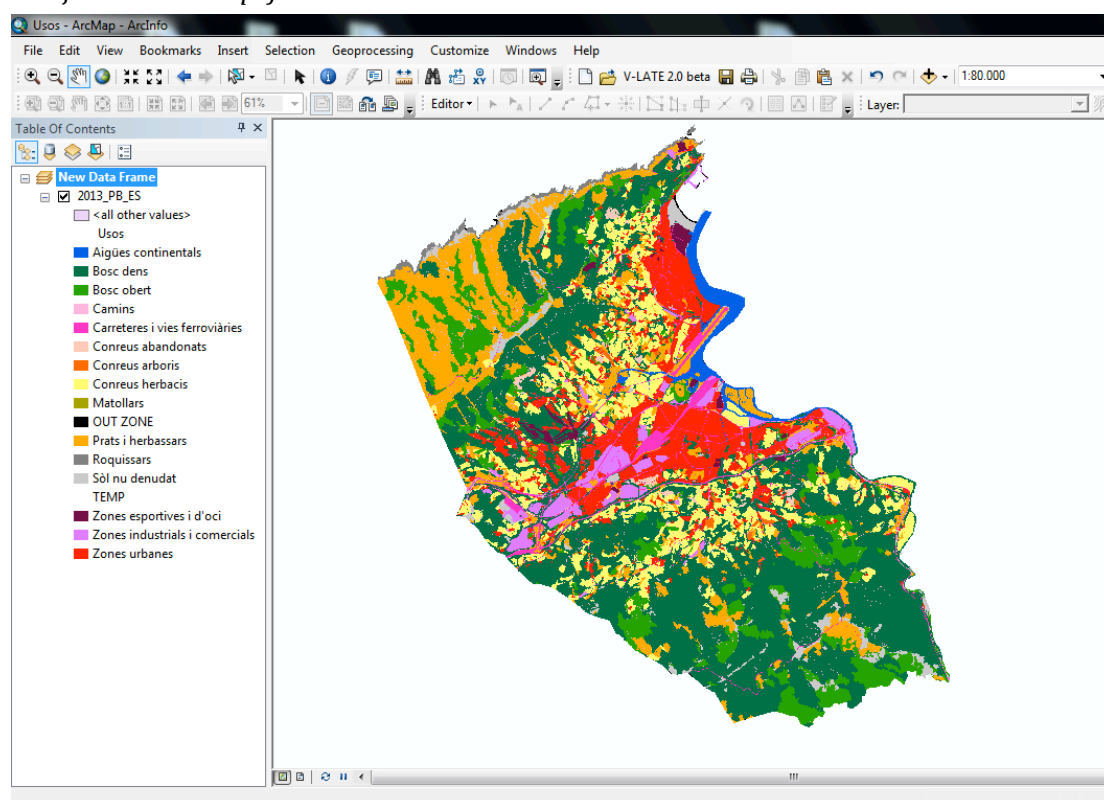 Usos - ArcMap - ArcInfo
File Edit View Bookmarks Insert Selection Geoprocessing Customize Windows Help
V-LATE 2.0 beta 1:80.000
61% Editor Layer:
Table Of Contents
New Data Frame
2013_PB_ES
<all other values>
Usos
Aigües continentals
Bosc dens
Bosc obert
Camins
Carreteres i vies ferroviàries
Conreus abandonats
Conreus arboris
Conreus herbacis
Matollars
OUT ZONE
Prats i herbassars
Roquissars
Sòl nu denudat
TEMP
Zones esportives i d'oci
Zones industrials i comercials
Zones urbanes